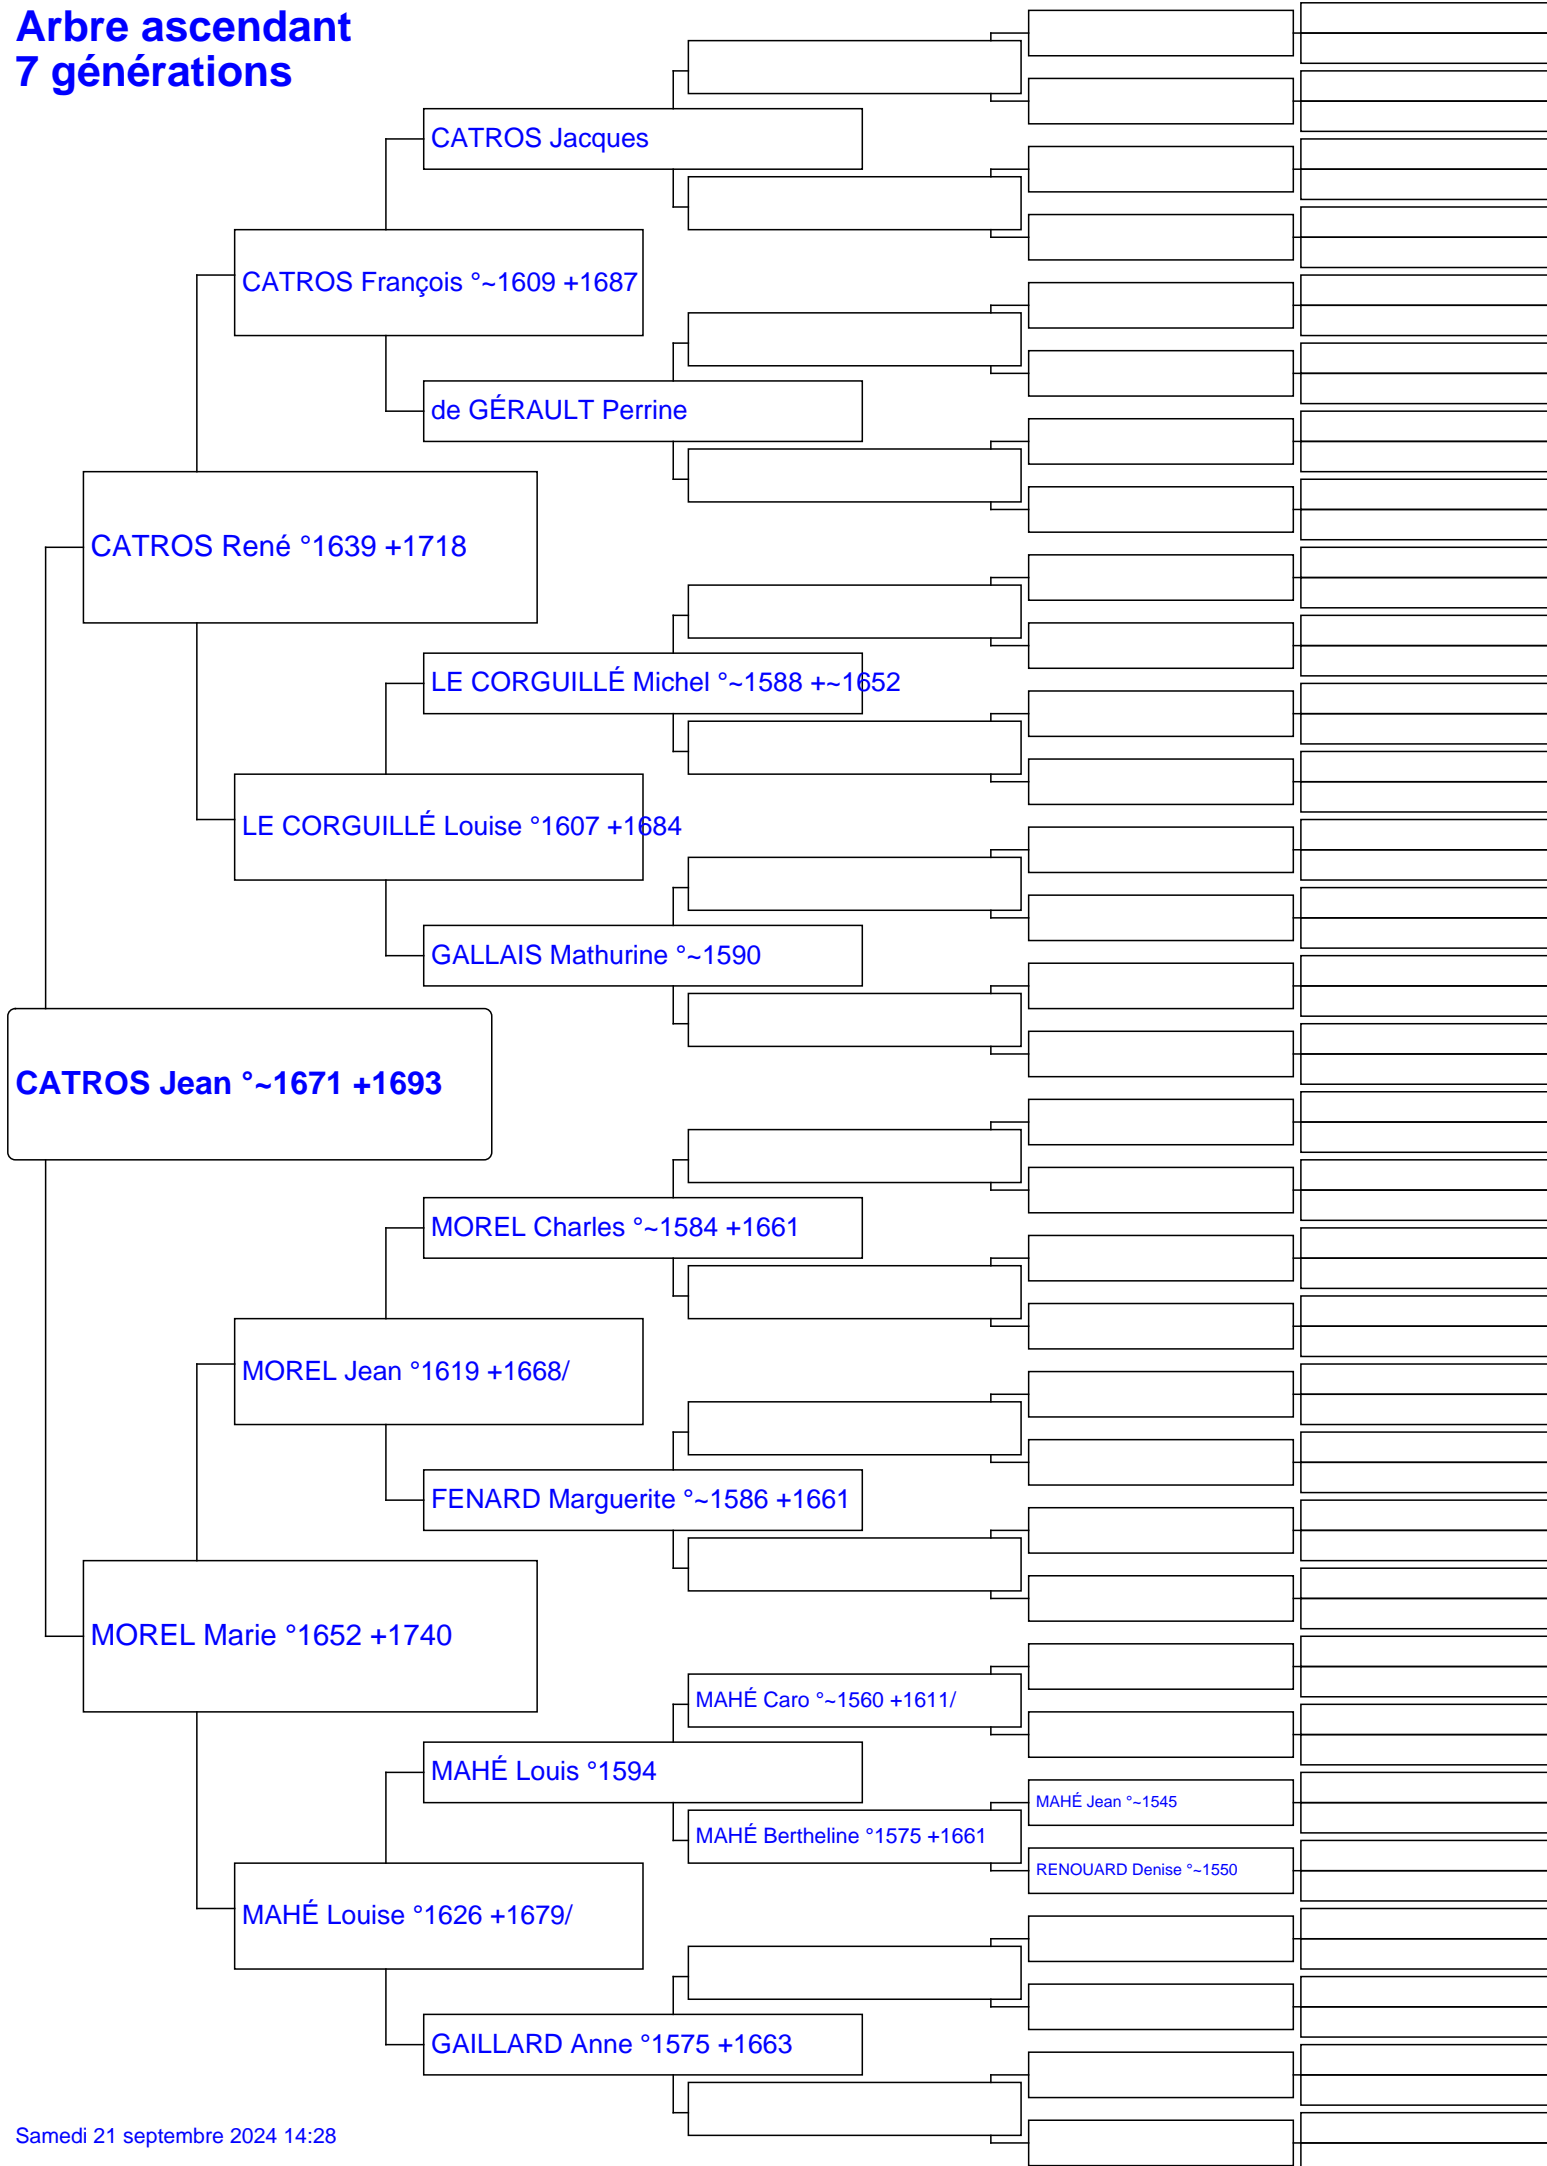 Arbre ascendant
7 générations
CATROS Jacques
CATROS François °~1609 +1687
de GÉRAULT Perrine
CATROS René °1639 +1718
LE CORGUILLÉ Michel °~1588 +~1652
LE CORGUILLÉ Louise °1607 +1684
GALLAIS Mathurine °~1590
CATROS Jean °~1671 +1693
MOREL Charles °~1584 +1661
MOREL Jean °1619 +1668/
FENARD Marguerite °~1586 +1661
MOREL Marie °1652 +1740
MAHÉ Caro °~1560 +1611/
MAHÉ Louis °1594
MAHÉ Jean °~1545
MAHÉ Bertheline °1575 +1661
RENOUARD Denise °~1550
MAHÉ Louise °1626 +1679/
GAILLARD Anne °1575 +1663
Samedi 21 septembre 2024 14:28